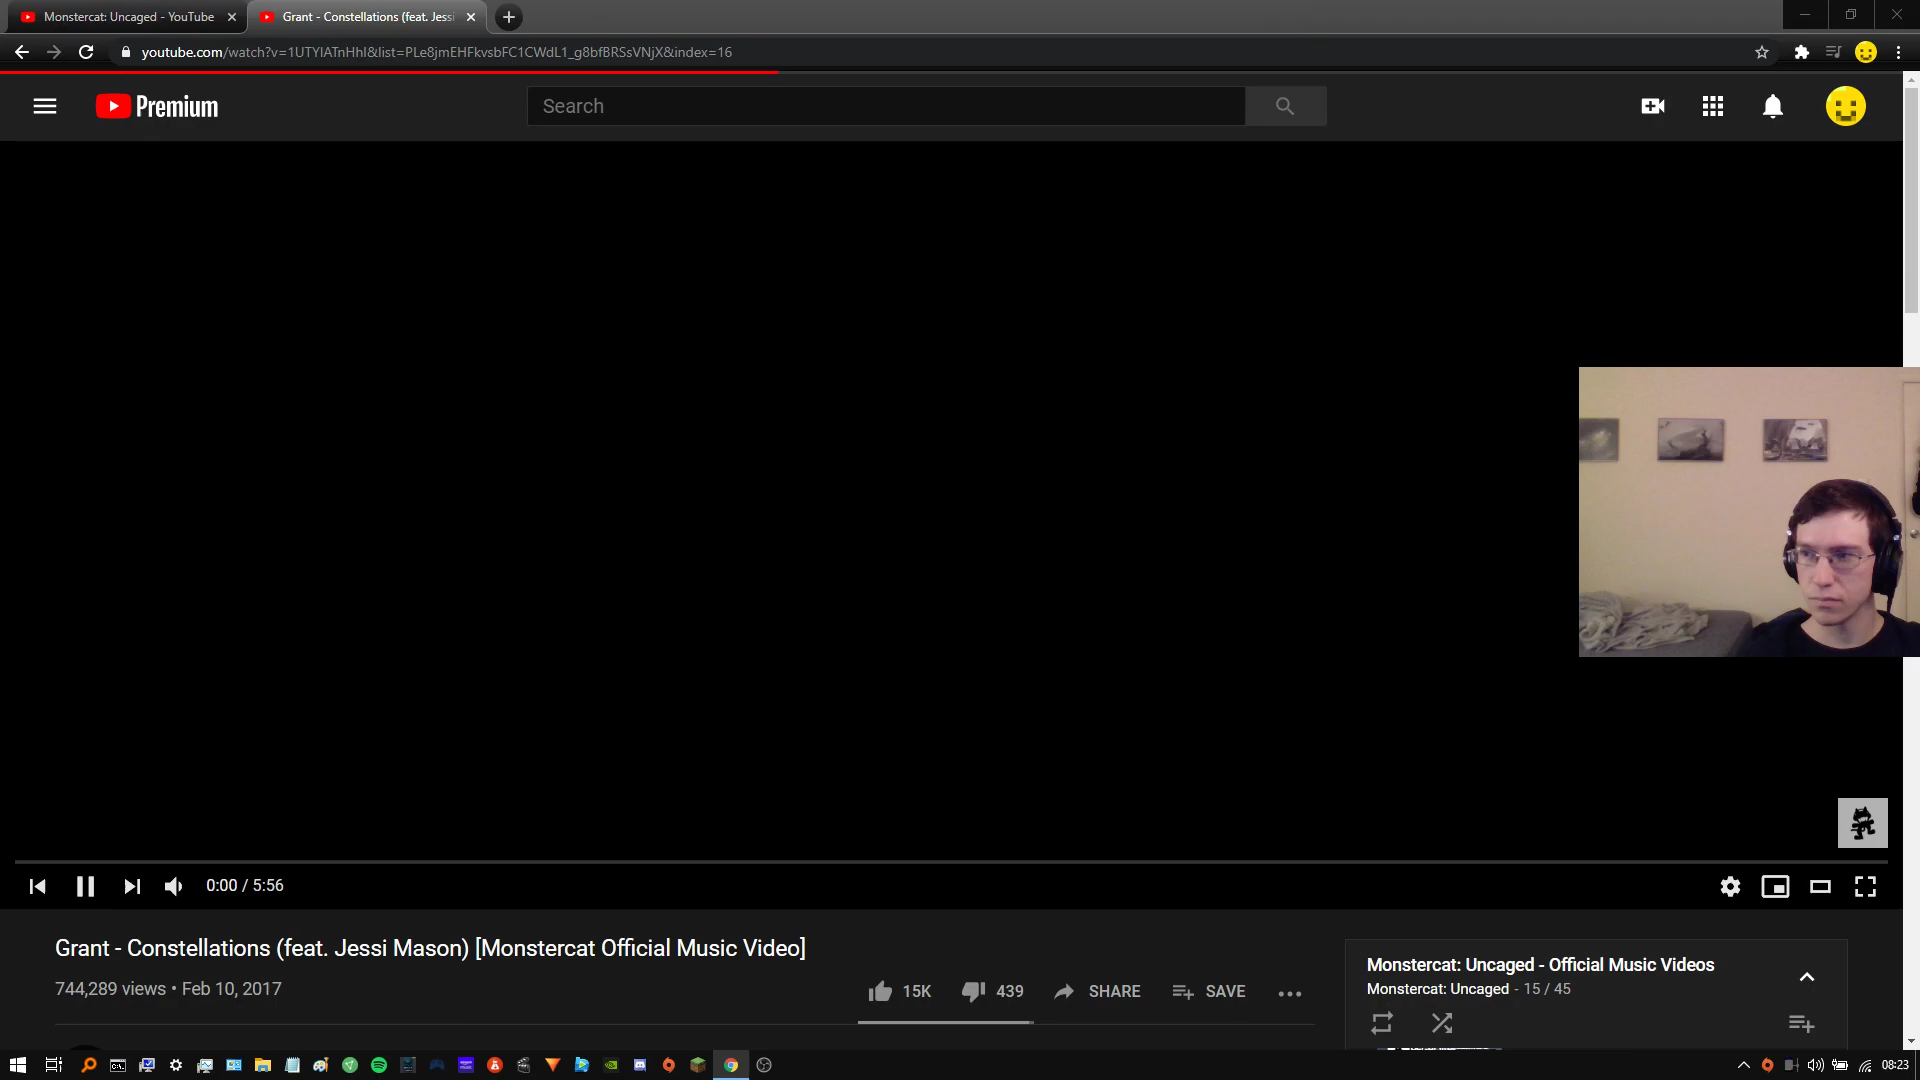 Monstercat: Uncaged - YouTube
Grant - Constellations (feat. Jessi
youtube.com/watch?v=1UTYlATnHhI&list=PLe8jmEHFkvsbFC1CWdL1_g8bfBRSsVNjX&index=16
Premium
Search
0:00 / 5:56
Grant - Constellations (feat. Jessi Mason) [Monstercat Official Music Video]
744,289 views • Feb 10, 2017
15K
439
SHARE
SAVE
Monstercat: Uncaged - Official Music Videos
Monstercat: Uncaged - 15 / 45
08:23